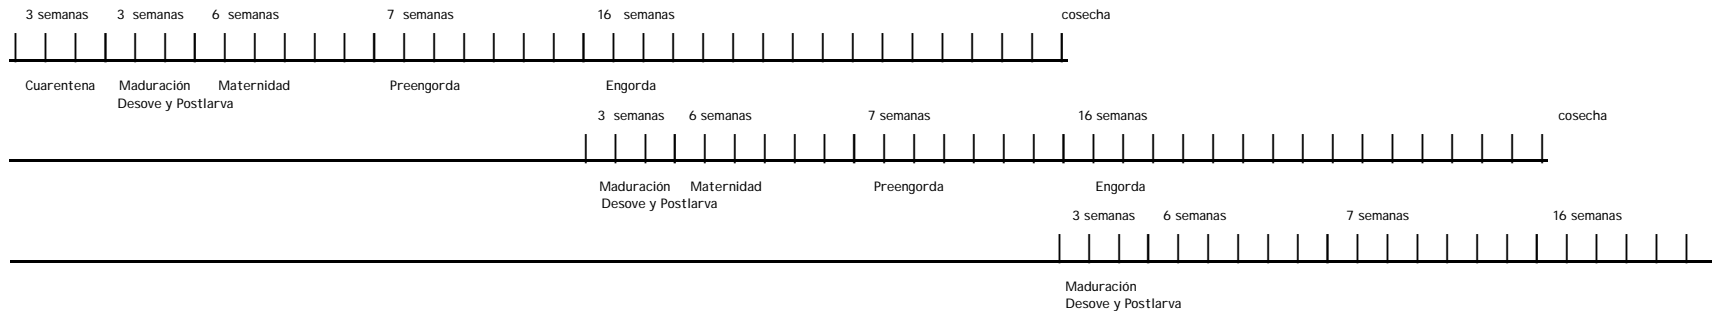 3 semanas 3 semanas 6 semanas 7 semanas 16 semanas cosecha
Cuarentena Maduración Maternidad Preengorda Engorda
Desove y Postlarva
3 semanas 6 semanas 7 semanas 16 semanas cosecha
Maduración Maternidad Preengorda Engorda
Desove y Postlarva
3 semanas 6 semanas 7 semanas 16 semanas
Maduración
Desove y Postlarva